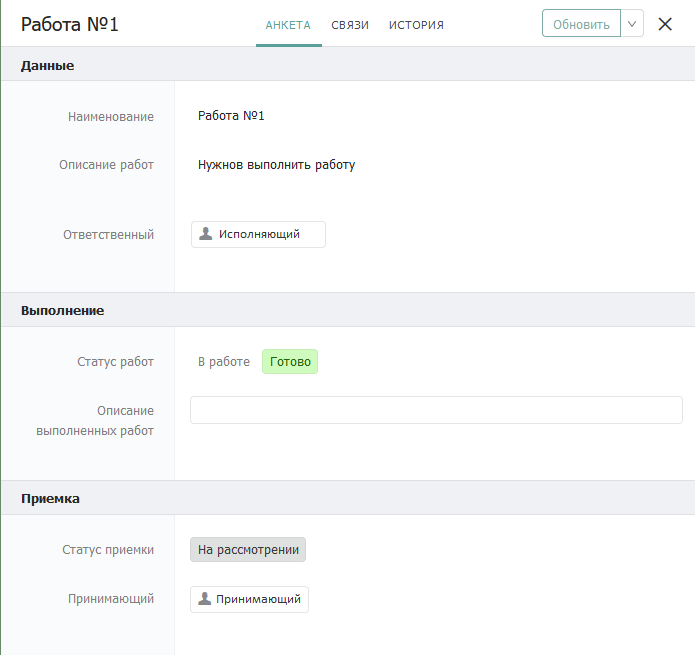 Работа №1
АНКЕТА СВЯЗИ ИСТОРИЯ
Обновить
Данные
Наименование Работа №1
Описание работ Нужнов выполнить работу
Ответственный Исполняющий
Выполнение
Статус работ В работе Готово
Описание
выполненных работ
Приемка
Статус приемки На рассмотрении
Принимающий Принимающий